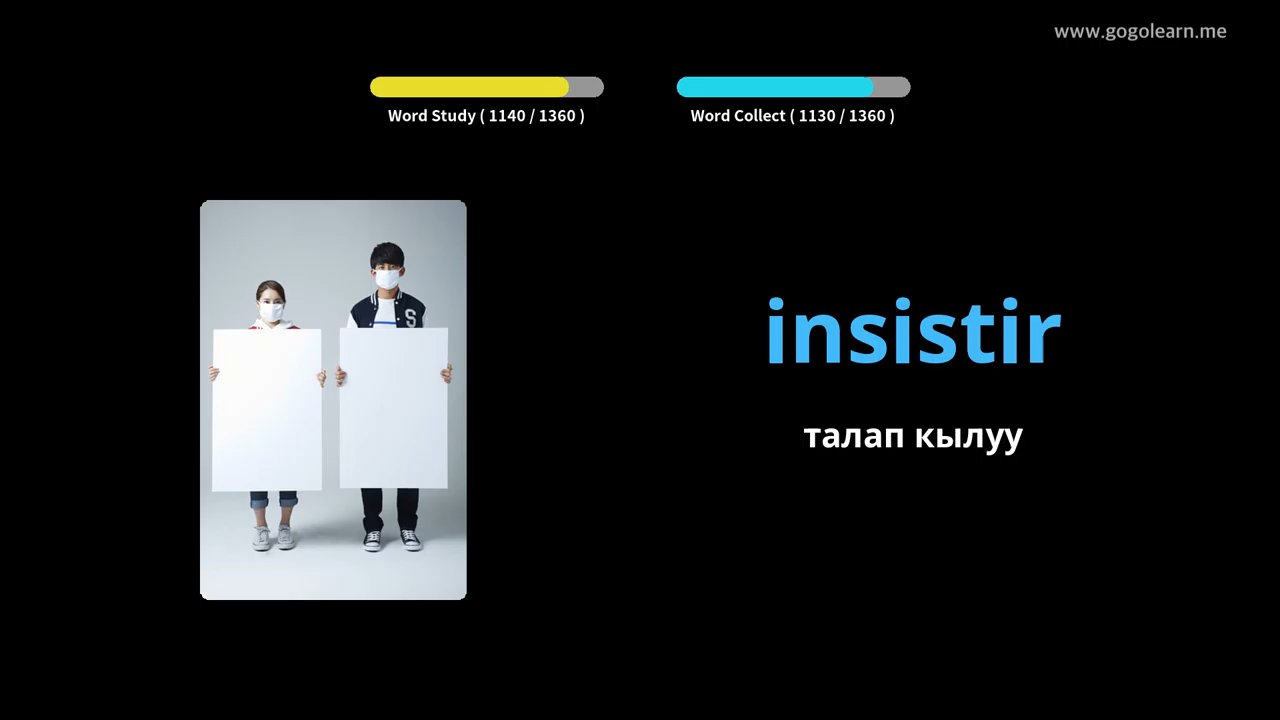 www.gogolearn.me
Word Study ( 1140 / 1360 )
Word Collect ( 1130 / 1360 )
S
insistir
талап кылуу